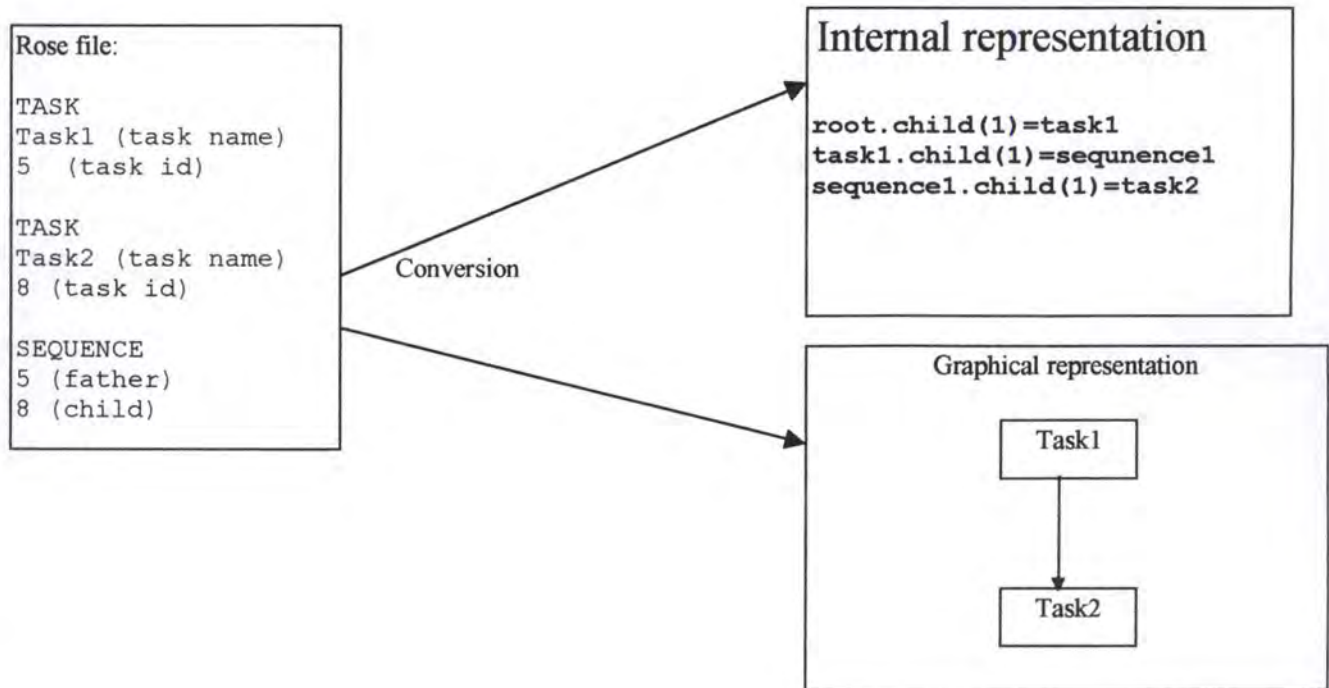 Rose file:
TASK
Task1 (task name)
5 (task id)
TASK
Task2 (task name)
8 (task id)
SEQUENCE
5 (father)
8 (child)
Conversion
Internal representation
root.child(1)=task1
task1.child(1)=sequnence1
sequence1.child(1)=task2
Graphical representation
Task1
Task2